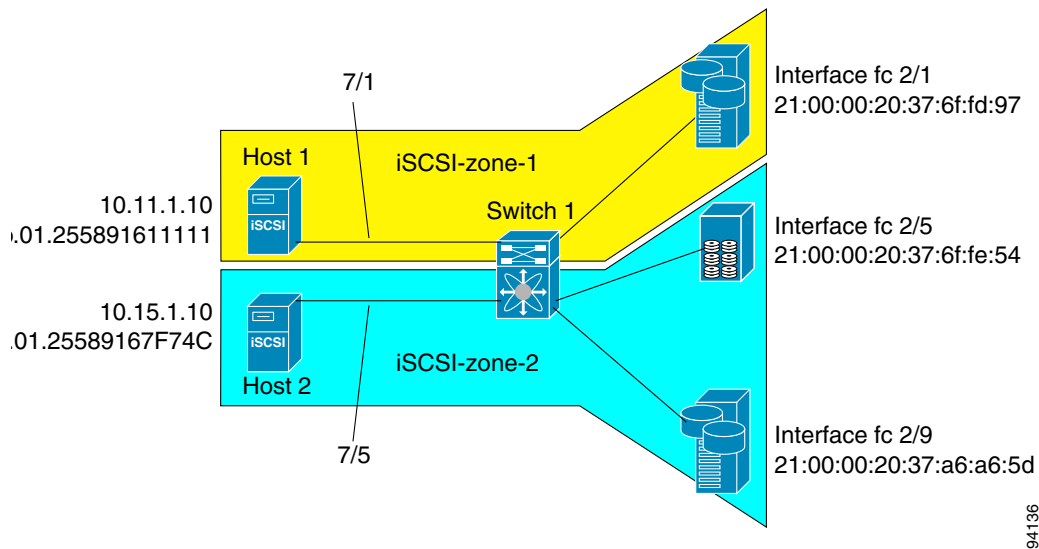 7/1
Interface fc 2/1
21:00:00:20:37:6f:fd:97
Host 1
iSCSI-zone-1
10.11.1.10
.01.255891611111
iSCSI
Switch 1
Interface fc 2/5
21:00:00:20:37:6f:fe:54
10.15.1.10
.01.25589167F74C
iSCSI
Host 2
iSCSI-zone-2
7/5
Interface fc 2/9
21:00:00:20:37:a6:a6:5d
94136